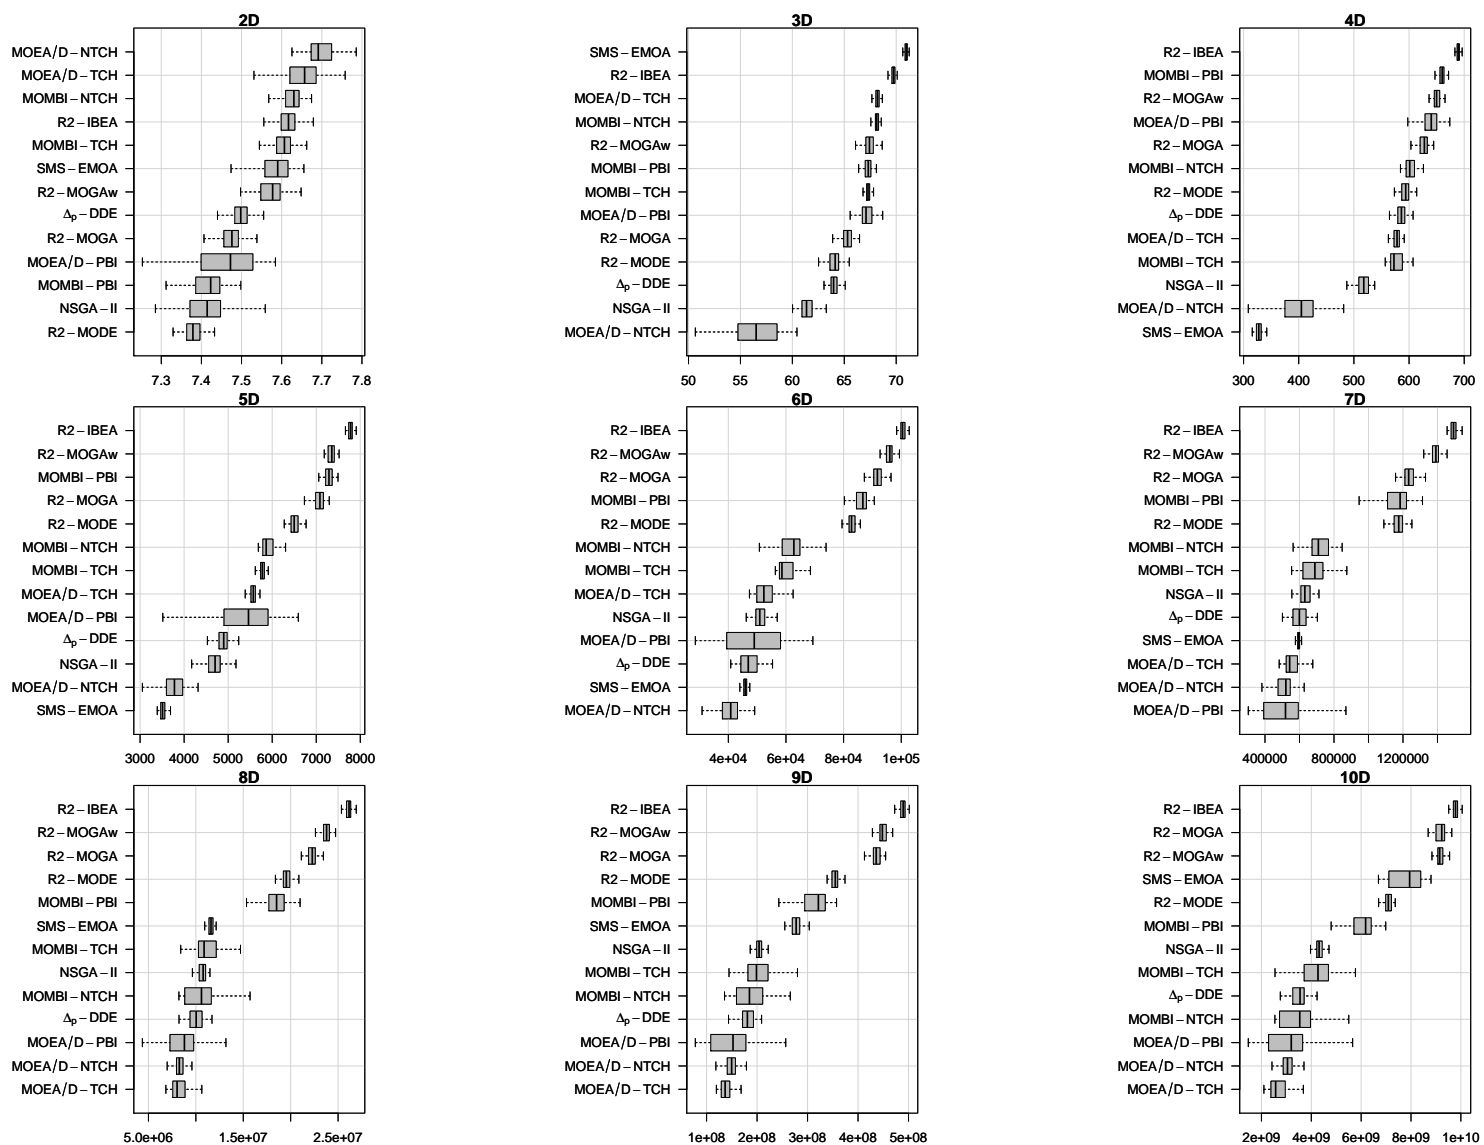 2D
MOEA/D−NTCH
MOEA/D−TCH
MOMBI−NTCH
R2−IBEA
MOMBI−TCH
SMS−EMOA
R2−MOGAw
Δp−DDE
R2−MOGA
MOEA/D−PBI
MOMBI−PBI
NSGA−II
R2−MODE
7.3 7.4 7.5 7.6 7.7 7.8
3D
SMS−EMOA
R2−IBEA
MOEA/D−TCH
MOMBI−NTCH
R2−MOGAw
MOMBI−PBI
MOMBI−TCH
MOEA/D−PBI
R2−MOGA
R2−MODE
Δp−DDE
NSGA−II
MOEA/D−NTCH
50 55 60 65 70
4D
R2−IBEA
MOMBI−PBI
R2−MOGAw
MOEA/D−PBI
R2−MOGA
MOMBI−NTCH
R2−MODE
Δp−DDE
MOEA/D−TCH
MOMBI−TCH
NSGA−II
MOEA/D−NTCH
SMS−EMOA
300 400 500 600 700
5D
R2−IBEA
R2−MOGAw
MOMBI−PBI
R2−MOGA
R2−MODE
MOMBI−NTCH
MOMBI−TCH
MOEA/D−TCH
MOEA/D−PBI
Δp−DDE
NSGA−II
MOEA/D−NTCH
SMS−EMOA
3000 4000 5000 6000 7000 8000
6D
R2−IBEA
R2−MOGAw
R2−MOGA
MOMBI−PBI
R2−MODE
MOMBI−NTCH
MOMBI−TCH
MOEA/D−TCH
NSGA−II
MOEA/D−PBI
Δp−DDE
SMS−EMOA
MOEA/D−NTCH
4e+04 6e+04 8e+04 1e+05
7D
R2−IBEA
R2−MOGAw
R2−MOGA
MOMBI−PBI
R2−MODE
MOMBI−NTCH
MOMBI−TCH
NSGA−II
Δp−DDE
SMS−EMOA
MOEA/D−TCH
MOEA/D−NTCH
MOEA/D−PBI
400000 800000 1200000
8D
R2−IBEA
R2−MOGAw
R2−MOGA
R2−MODE
MOMBI−PBI
SMS−EMOA
MOMBI−TCH
NSGA−II
MOMBI−NTCH
Δp−DDE
MOEA/D−PBI
MOEA/D−NTCH
MOEA/D−TCH
5.0e+06 1.5e+07 2.5e+07
9D
R2−IBEA
R2−MOGAw
R2−MOGA
R2−MODE
MOMBI−PBI
SMS−EMOA
NSGA−II
MOMBI−TCH
MOMBI−NTCH
Δp−DDE
MOEA/D−PBI
MOEA/D−NTCH
MOEA/D−TCH
1e+08 2e+08 3e+08 4e+08 5e+08
10D
R2−IBEA
R2−MOGA
R2−MOGAw
SMS−EMOA
R2−MODE
MOMBI−PBI
NSGA−II
MOMBI−TCH
Δp−DDE
MOMBI−NTCH
MOEA/D−PBI
MOEA/D−NTCH
MOEA/D−TCH
2e+09 4e+09 6e+09 8e+09 1e+10